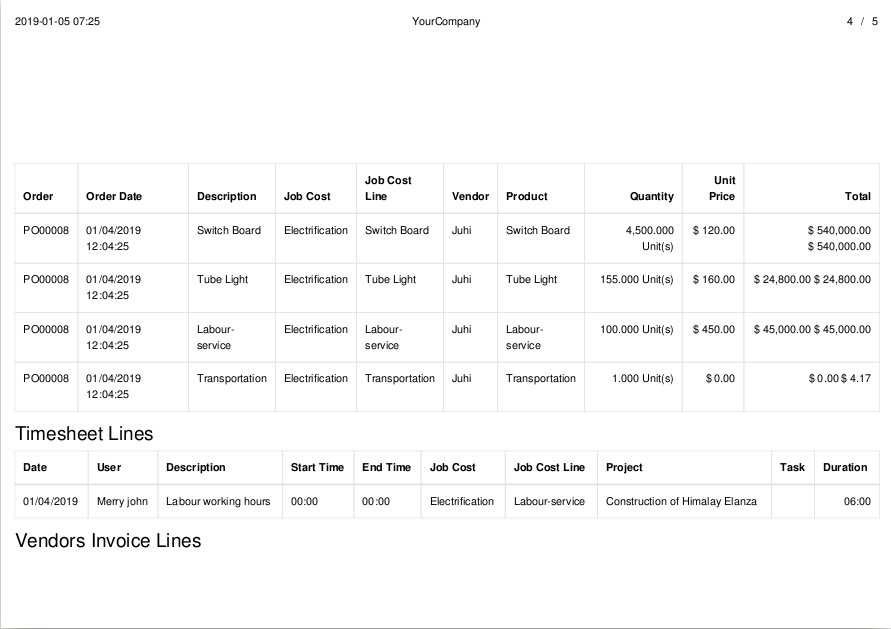 2019-01-05 07:25 YourCompany 4 / 5
Order Order Date Description Job Cost Job Cost Line Vendor Product Quantity Unit Price Total
PO00008 01/04/2019 12:04:25 Switch Board Electrification Switch Board Juhi Switch Board 4,500.000 Unit(s) $ 120.00 $ 540,000.00 $ 540,000.00
PO00008 01/04/2019 12:04:25 Tube Light Electrification Tube Light Juhi Tube Light 155.000 Unit(s) $ 160.00 $ 24,800.00 $ 24,800.00
PO00008 01/04/2019 12:04:25 Labour-service Electrification Labour-service Juhi Labour-service 100.000 Unit(s) $ 450.00 $ 45,000.00 $ 45,000.00
PO00008 01/04/2019 12:04:25 Transportation Electrification Transportation Juhi Transportation 1.000 Unit(s) $ 0.00 $ 0.00 $ 4.17
Timesheet Lines
Date User Description Start Time End Time Job Cost Job Cost Line Project Task Duration
01/04/2019 Merry john Labour working hours 00:00 00:00 Electrification Labour-service Construction of Himalay Elanza 06:00
Vendors Invoice Lines